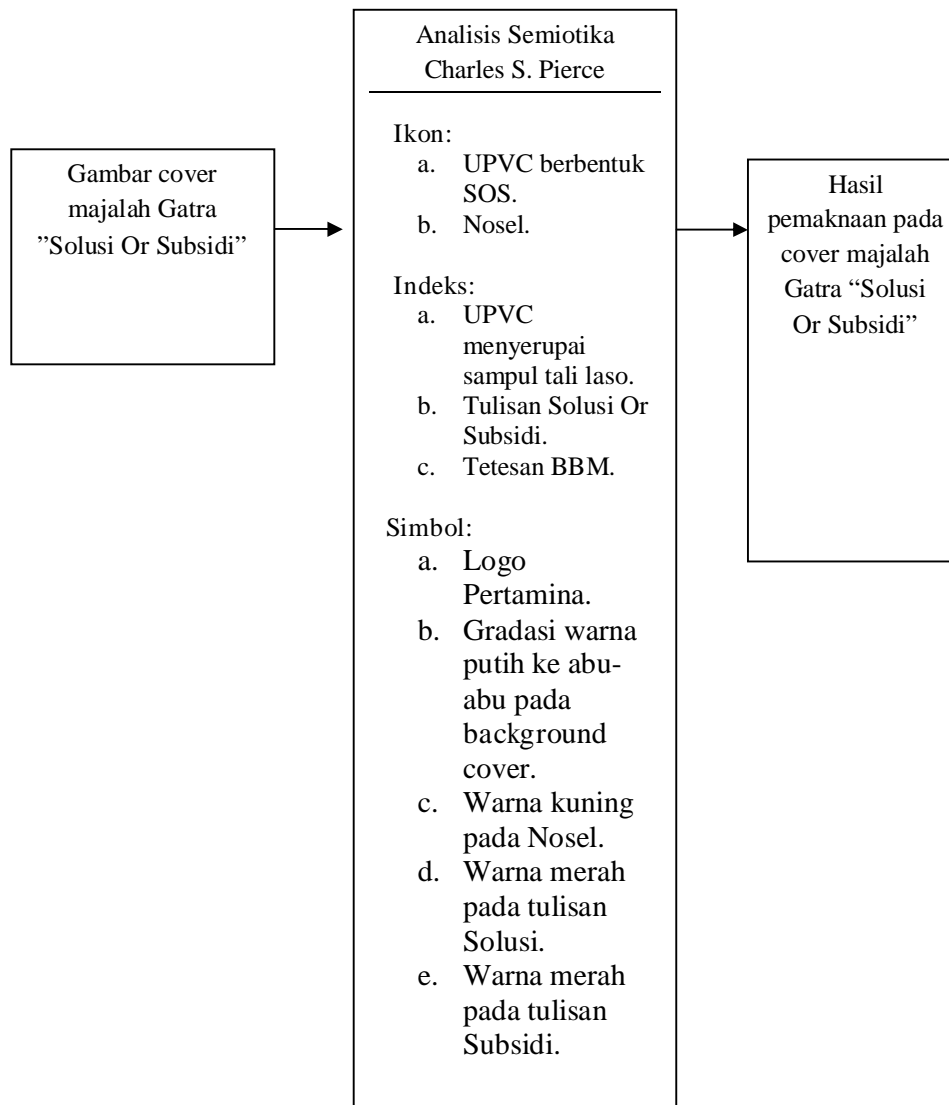 Gambar cover
majalah Gatra
”Solusi Or Subsidi”
Analisis Semiotika
Charles S. Pierce
Ikon:
a. UPVC berbentuk
SOS.
b. Nosel.
Indeks:
a. UPVC
menyerupai
sampul tali laso.
b. Tulisan Solusi Or
Subsidi.
c. Tetesan BBM.
Simbol:
a. Logo
Pertamina.
b. Gradasi warna
putih ke abu-
abu pada
background
cover.
c. Warna kuning
pada Nosel.
d. Warna merah
pada tulisan
Solusi.
e. Warna merah
pada tulisan
Subsidi.
Hasil
pemaknaan pada
cover majalah
Gatra “Solusi
Or Subsidi”